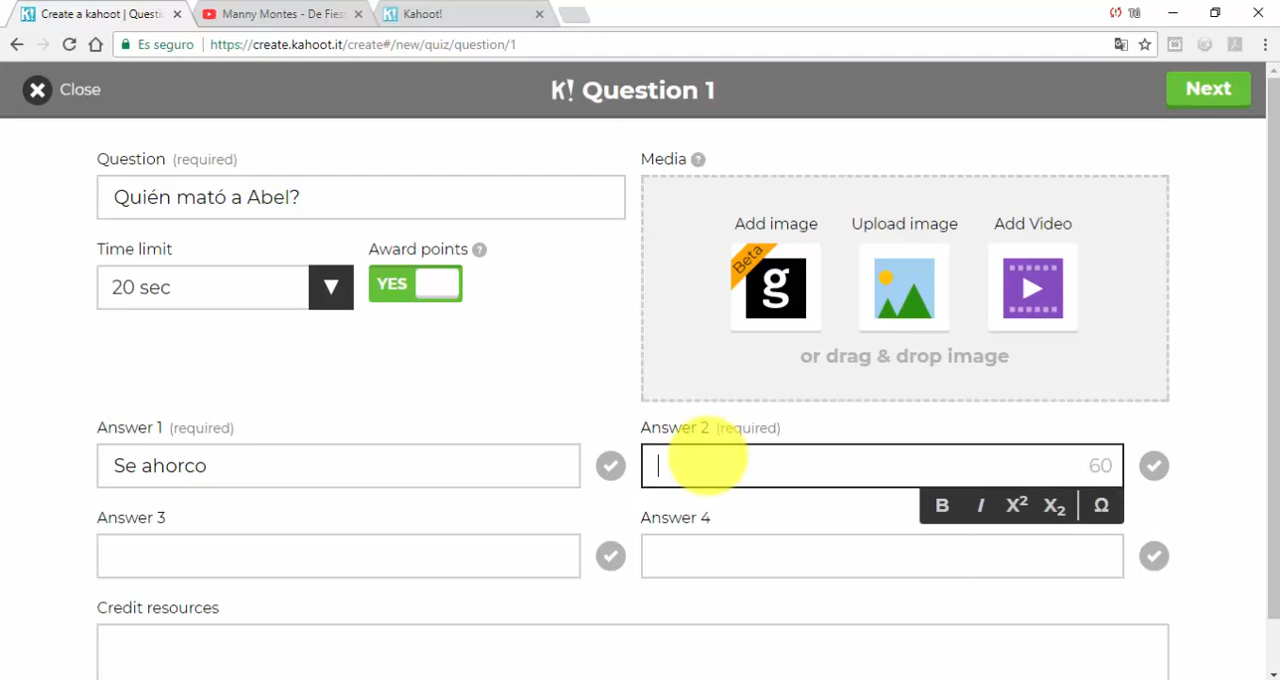 Create a kahoot | Questi
Manny Montes - De Fies
Kahoot!
Es seguro
https://create.kahoot.it/create#/new/quiz/question/1
Close
K! Question 1
Next
Question (required)
Quién mató a Abel?
Time limit
20 sec
Award points ?
YES
Media ?
Add image
Upload image
Add Video
Beta
g
or drag & drop image
Answer 1 (required)
Se ahorco
Answer 2 (required)
60
B I X² X₂ Ω
Answer 3
Answer 4
Credit resources